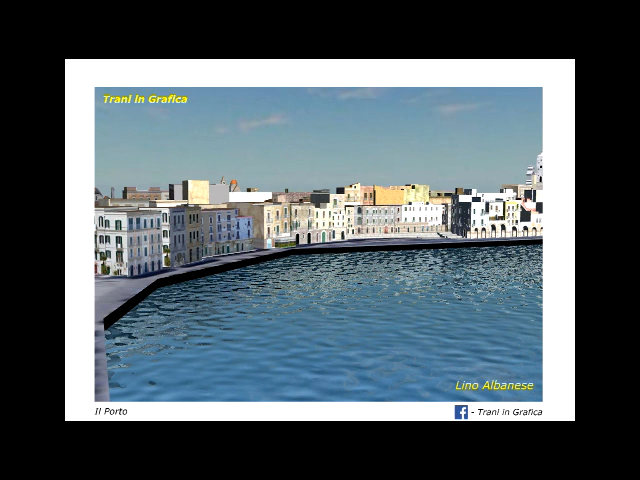 Trani in Grafica
Lino Albanese
Il Porto
- Trani in Grafica